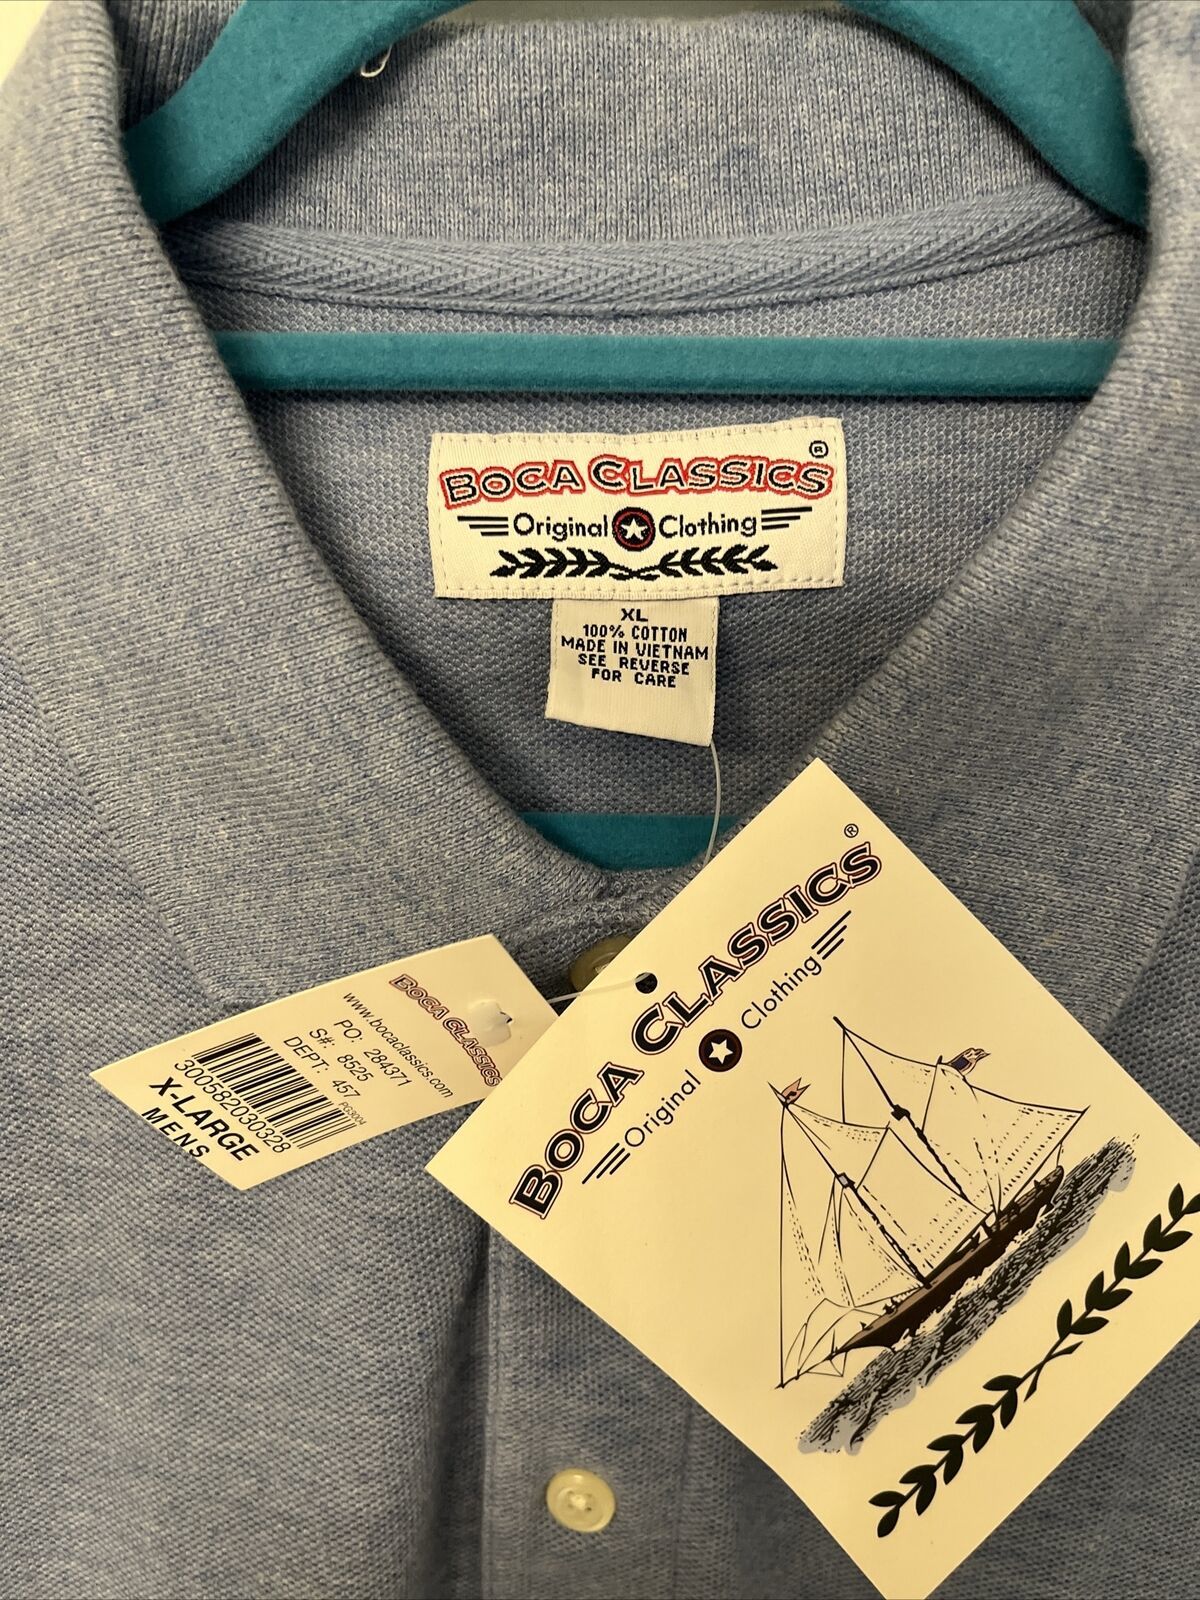 BOCA CLASSICS ®
Original Clothing
XL
100% COTTON
MADE IN VIETNAM
SEE REVERSE
FOR CARE
BOCA CLASSICS ®
Original Clothing
BOCA CLASSICS
www.bocaclassics.com
PO: 284371
S#: 8525
DEPT: 457 PG3004
300582030328
X-LARGE
MENS